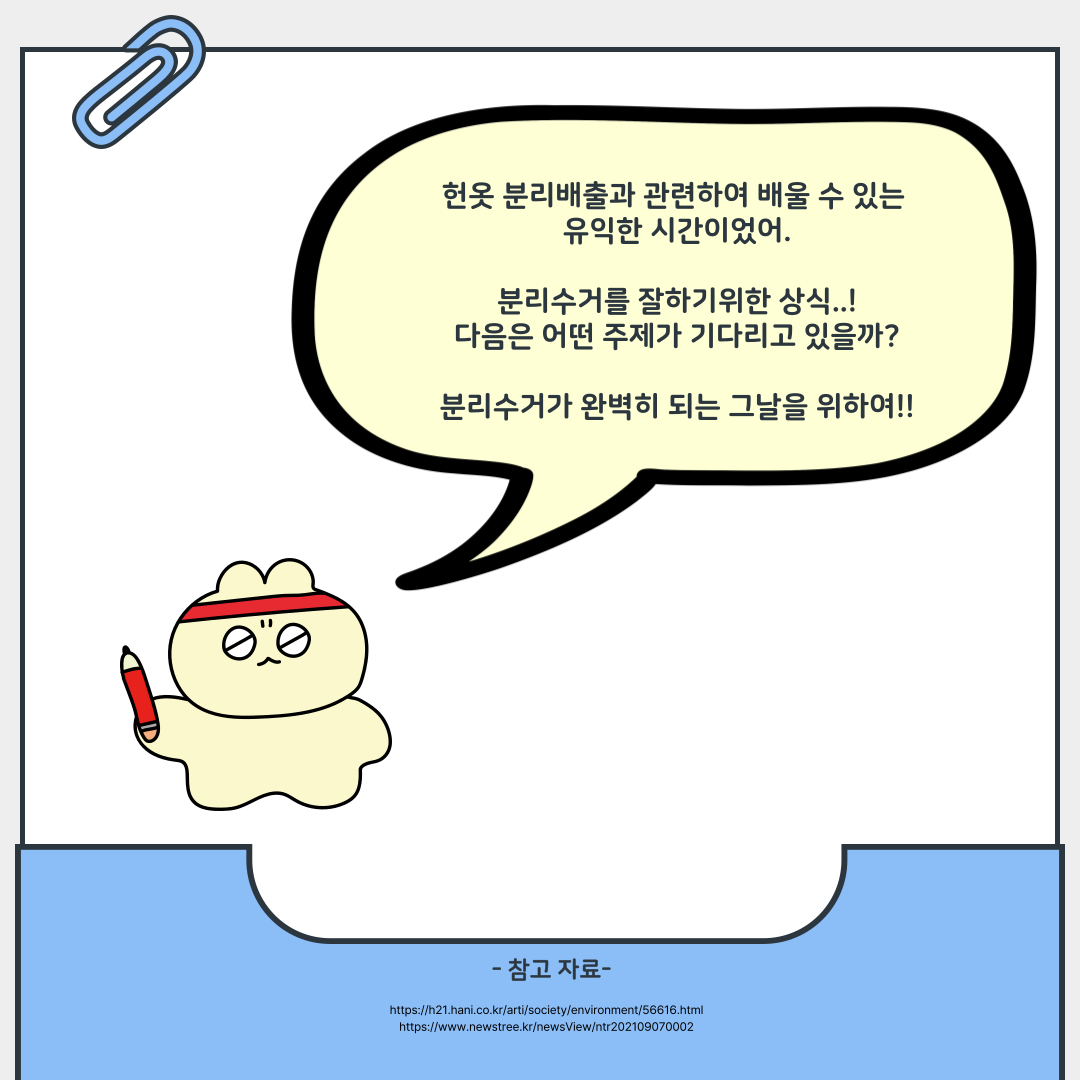 헌옷 분리배출과 관련하여 배울 수 있는
유익한 시간이었어.
분리수거를 잘하기위한 상식..!
다음은 어떤 주제가 기다리고 있을까?
분리수거가 완벽히 되는 그날을 위하여!!
- 참고 자료-
https://h21.hani.co.kr/arti/society/environment/56616.html
https://www.newstree.kr/newsView/ntr202109070002